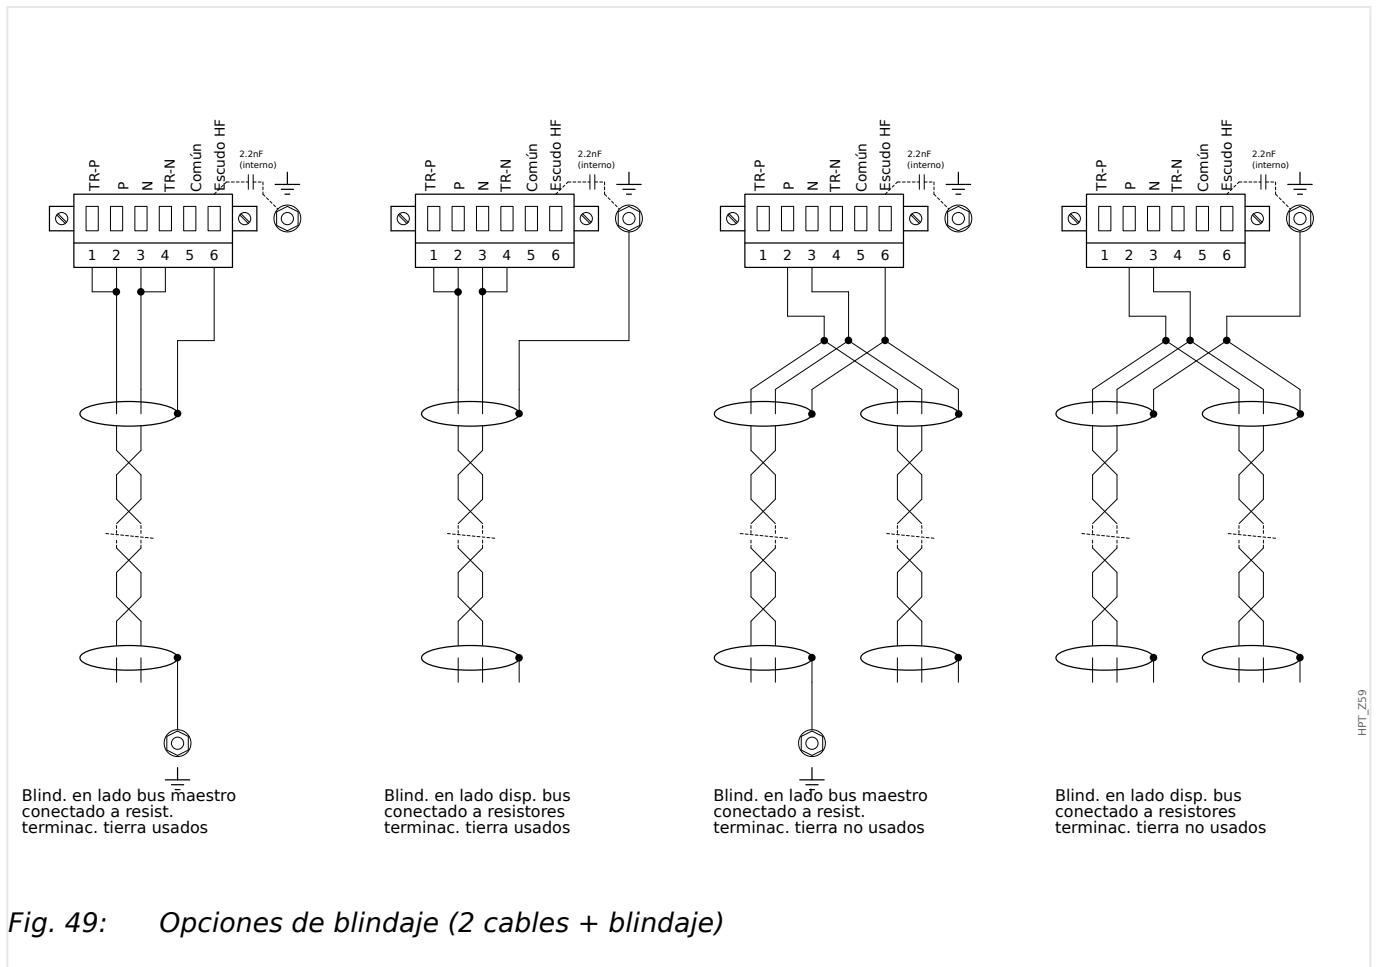 TR-P
P
N
TR-N
Común
Escudo HF
2.2nF
(interno)
1 2 3 4 5 6
Blind. en lado bus maestro
conectado a resist.
terminac. tierra usados
TR-P
P
N
TR-N
Común
Escudo HF
2.2nF
(interno)
1 2 3 4 5 6
Blind. en lado disp. bus
conectado a resistores
terminac. tierra usados
TR-P
P
N
TR-N
Común
Escudo HF
2.2nF
(interno)
1 2 3 4 5 6
Blind. en lado bus maestro
conectado a resist.
terminac. tierra no usados
TR-P
P
N
TR-N
Común
Escudo HF
2.2nF
(interno)
1 2 3 4 5 6
Blind. en lado disp. bus
conectado a resistores
terminac. tierra no usados
HPT_Z59
Fig. 49: Opciones de blindaje (2 cables + blindaje)